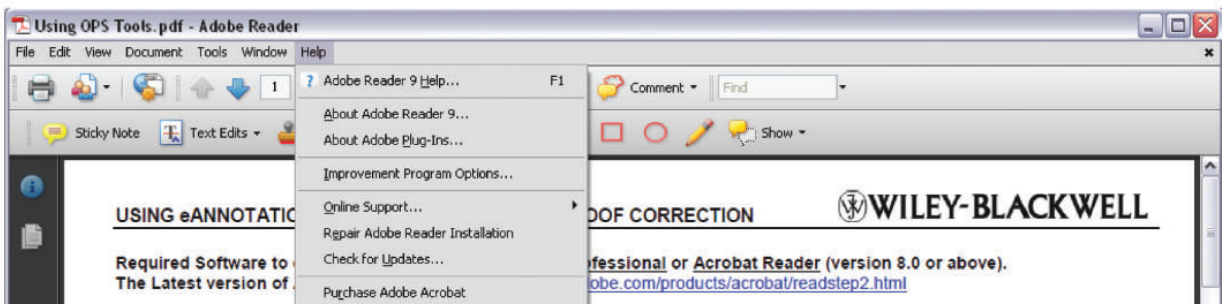 Using OPS Tools.pdf - Adobe Reader
File Edit View Document Tools Window Help
1 Comment Find
Sticky Note Text Edits Show
? Adobe Reader 9 Help... F1
About Adobe Reader 9...
About Adobe Plug-Ins...
Improvement Program Options...
Online Support...
Repair Adobe Reader Installation
Check for Updates...
Purchase Adobe Acrobat
WILEY-BLACKWELL
USING eANNOTATIO OOF CORRECTION
Required Software to fessional or Acrobat Reader (version 8.0 or above).
The Latest version of obe.com/products/acrobat/readstep2.html